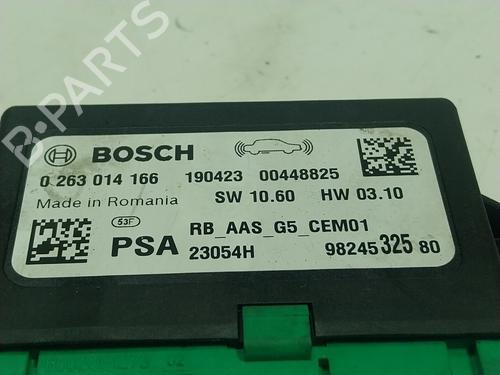 B-PARTS
BOSCH
0 263 014 166 190423 00448825
Made in Romania SW 10.60 HW 03.10
53F
PSA RB_AAS_G5_CEM01
23054H 98245 325 80